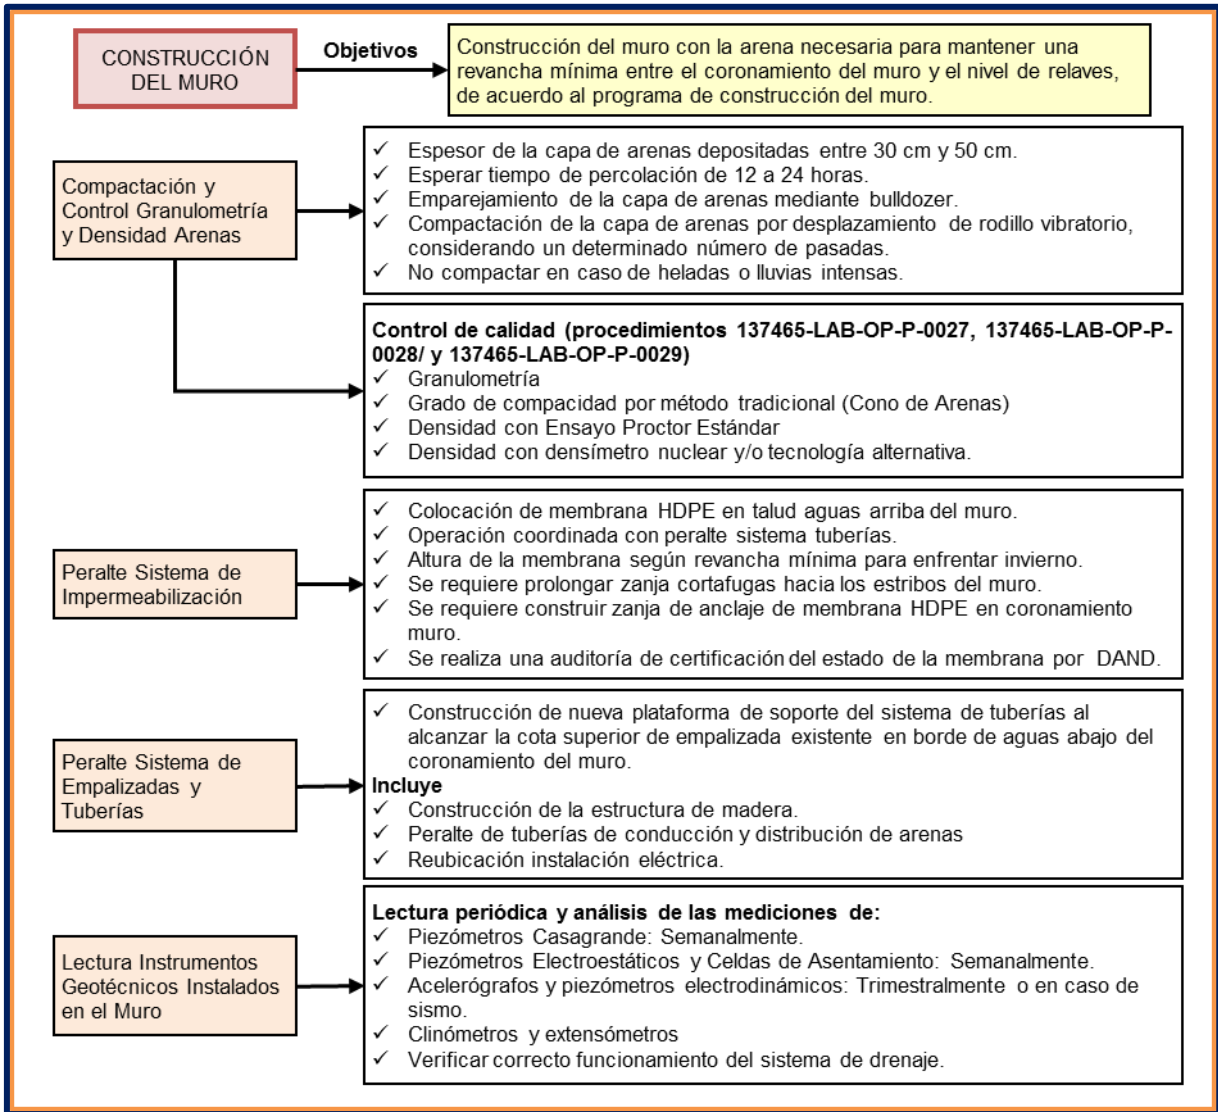 CONSTRUCCIÓN
DEL MURO
Objetivos
Construcción del muro con la arena necesaria para mantener una
revancha mínima entre el coronamiento del muro y el nivel de relaves,
de acuerdo al programa de construcción del muro.
Compactación y
Control Granulometría
y Densidad Arenas
✓ Espesor de la capa de arenas depositadas entre 30 cm y 50 cm.
✓ Esperar tiempo de percolación de 12 a 24 horas.
✓ Emparejamiento de la capa de arenas mediante bulldozer.
✓ Compactación de la capa de arenas por desplazamiento de rodillo vibratorio,
considerando un determinado número de pasadas.
✓ No compactar en caso de heladas o lluvias intensas.
Control de calidad (procedimientos 137465-LAB-OP-P-0027, 137465-LAB-OP-P-
0028/ y 137465-LAB-OP-P-0029)
✓ Granulometría
✓ Grado de compacidad por método tradicional (Cono de Arenas)
✓ Densidad con Ensayo Proctor Estándar
✓ Densidad con densímetro nuclear y/o tecnología alternativa.
Peralte Sistema de
Impermeabilización
✓ Colocación de membrana HDPE en talud aguas arriba del muro.
✓ Operación coordinada con peralte sistema tuberías.
✓ Altura de la membrana según revancha mínima para enfrentar invierno.
✓ Se requiere prolongar zanja cortafugas hacia los estribos del muro.
✓ Se requiere construir zanja de anclaje de membrana HDPE en coronamiento
muro.
✓ Se realiza una auditoría de certificación del estado de la membrana por DAND.
Peralte Sistema de
Empalizadas y
Tuberías
✓ Construcción de nueva plataforma de soporte del sistema de tuberías al
alcanzar la cota superior de empalizada existente en borde de aguas abajo del
coronamiento del muro.
Incluye
✓ Construcción de la estructura de madera.
✓ Peralte de tuberías de conducción y distribución de arenas
✓ Reubicación instalación eléctrica.
Lectura Instrumentos
Geotécnicos Instalados
en el Muro
Lectura periódica y análisis de las mediciones de:
✓ Piezómetros Casagrande: Semanalmente.
✓ Piezómetros Electroestáticos y Celdas de Asentamiento: Semanalmente.
✓ Acelerógrafos y piezómetros electrodinámicos: Trimestralmente o en caso de
sismo.
✓ Clinómetros y extensómetros
✓ Verificar correcto funcionamiento del sistema de drenaje.